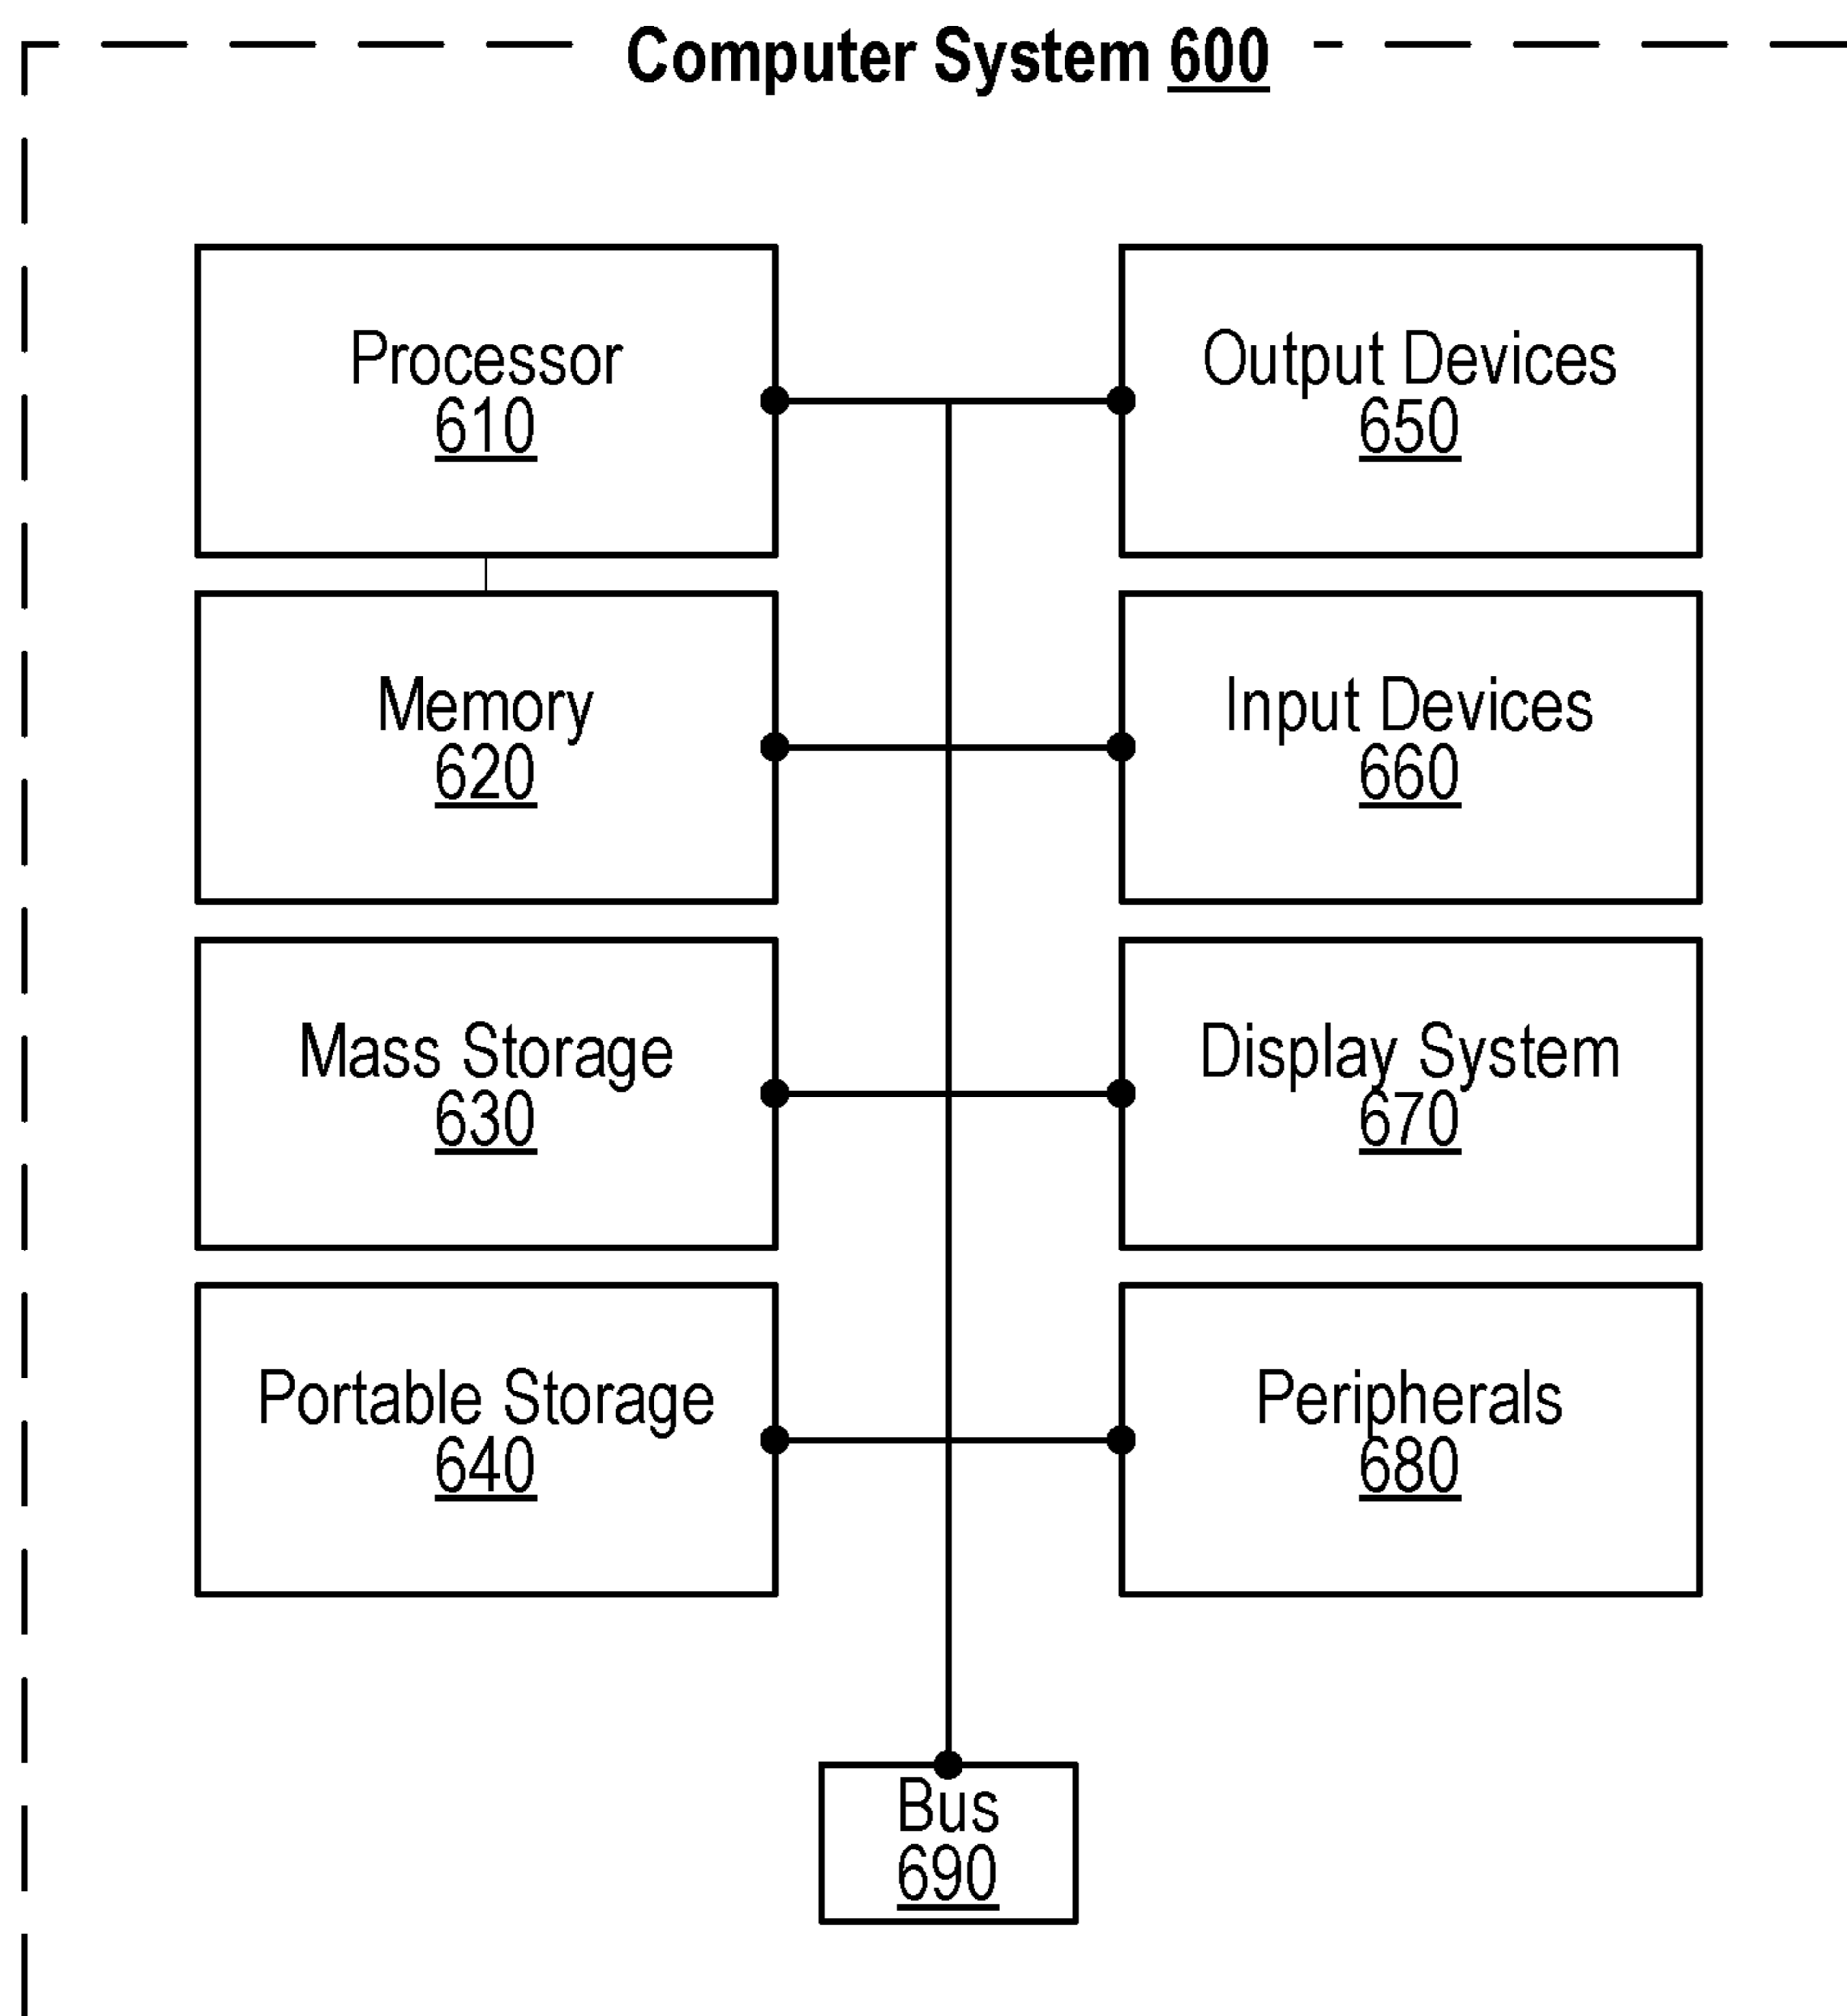 Computer System 600
Processor
610
Output Devices
650
Memory
620
Input Devices
660
Mass Storage
630
Display System
670
Portable Storage
640
Peripherals
680
Bus
690